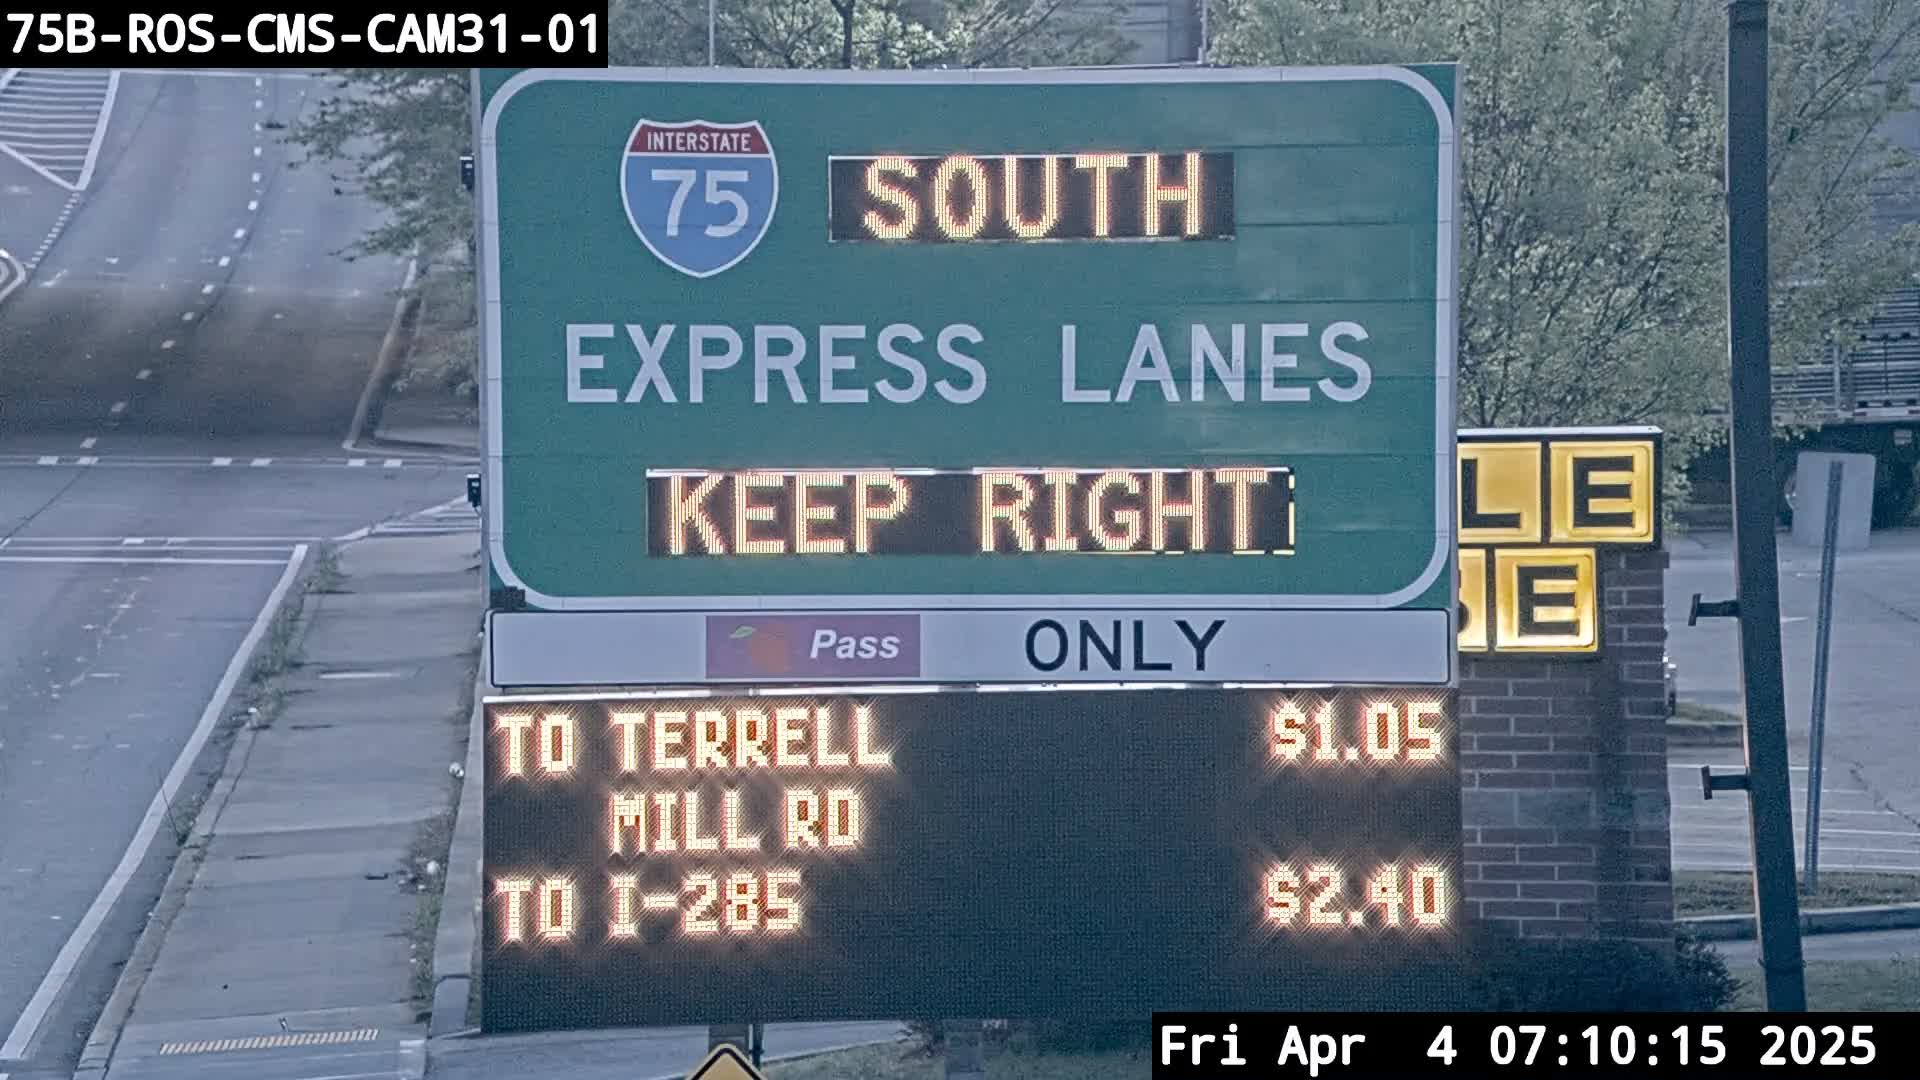 75B-ROS-CMS-CAM31-01
INTERSTATE
75
SOUTH
EXPRESS LANES
KEEP RIGHT
LE
E
Pass ONLY
TO TERRELL $1.05
MILL RD
TO I-285 $2.40
Fri Apr 4 07:10:15 2025